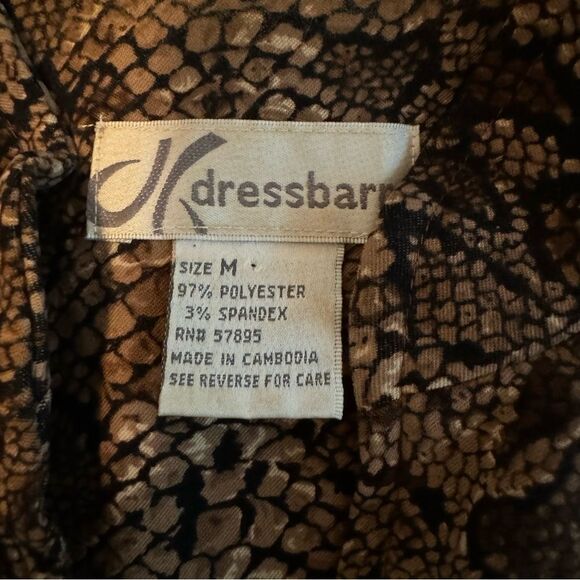 dressbarn
SIZE M
97% POLYESTER
3% SPANDEX
RN# 57895
MADE IN CAMBODIA
SEE REVERSE FOR CARE